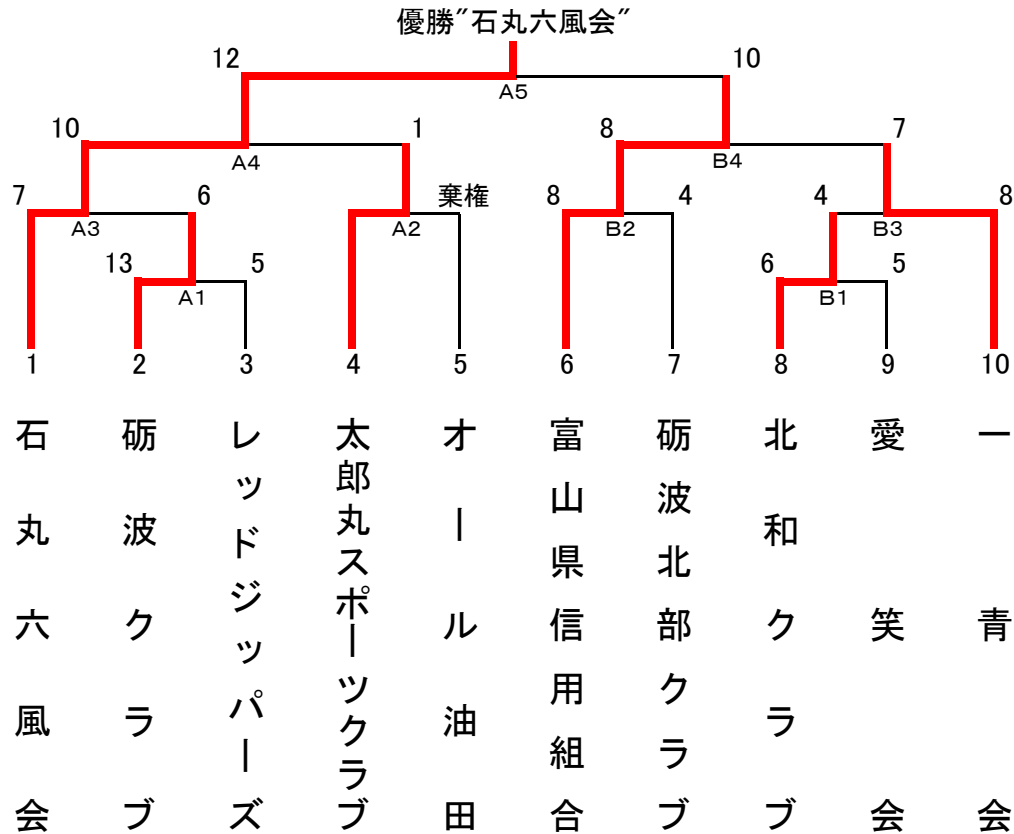 優勝″石丸六風会″
12
10
A5
10
1
8
7
A4
B4
7
6
棄権
8
4
4
8
A3
A2
B2
B3
13
5
6
5
A1
B1
1
2
3
4
5
6
7
8
9
10
石丸六風会
砺波クラブ
レッドジッパーズ
太郎丸スポーツクラブ
オール油田
富山県信用組合
砺波北部クラブ
北和クラブ
愛笑会
一青会